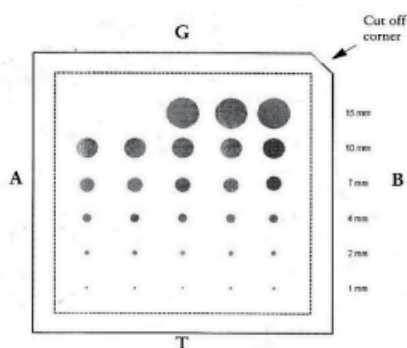 G
Cut off
corner
15 mm
10 mm
A
7 mm
B
4 mm
2 mm
1 mm
T